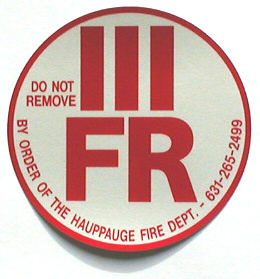 III
DO NOT
REMOVE
FR
BY ORDER OF THE HAUPPAUGE FIRE DEPT. - 631-265-2499